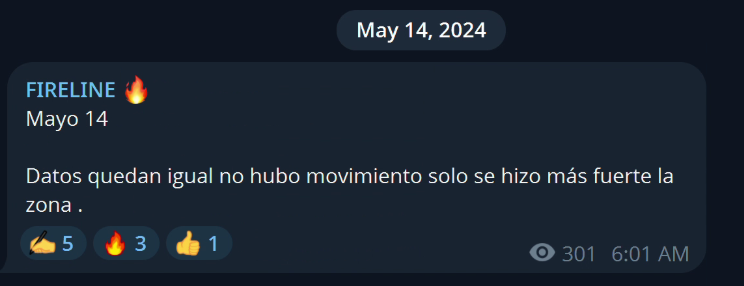 May 14, 2024
FIRELINE 🔥
Mayo 14
Datos quedan igual no hubo movimiento solo se hizo más fuerte la
zona .
✍️ 5 🔥 3 👍 1 301 6:01 AM